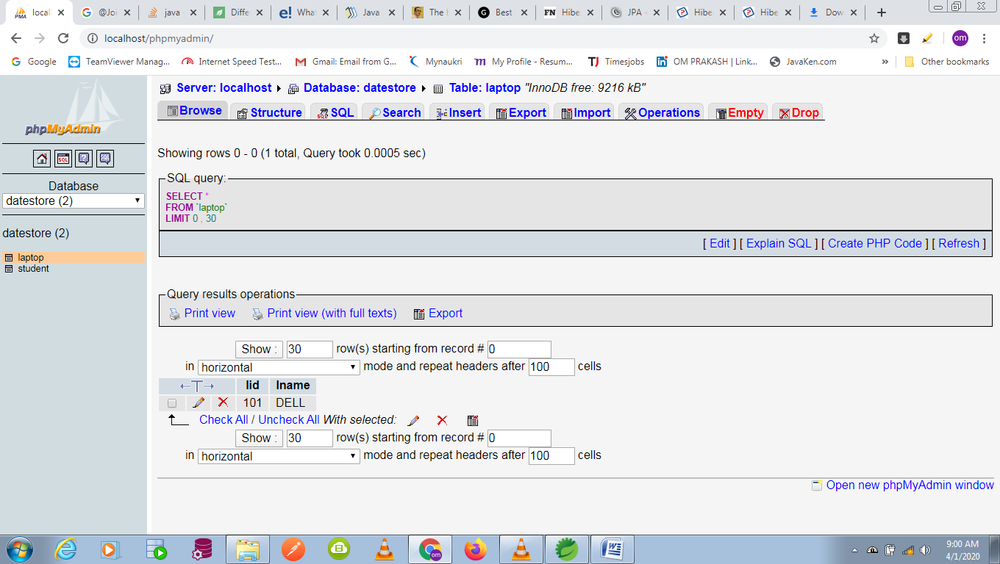 local
@Joi
java
Diffe
e! What
Java
The l
G Best
FN Hibe
JPA -
Hibe
Hibe
Dow
localhost/phpmyadmin/
om
Google
TeamViewer Manag...
Internet Speed Test...
Gmail: Email from G...
Mynaukri
My Profile - Resum...
TJ Timesjobs
in OM PRAKASH | Link...
JavaKen.com
»
Other bookmarks
phpMyAdmin
SQL
Database
datestore (2)
datestore (2)
laptop
student
Server: localhost
Database: datestore
Table: laptop "InnoDB free: 9216 kB"
Browse
Structure
SQL
Search
Insert
Export
Import
Operations
Empty
Drop
Showing rows 0 - 0 (1 total, Query took 0.0005 sec)
SQL query:
SELECT *
FROM `laptop`
LIMIT 0 , 30
[ Edit ] [ Explain SQL ] [ Create PHP Code ] [ Refresh ]
Query results operations
Print view
Print view (with full texts)
Export
Show : 30 row(s) starting from record # 0
in horizontal mode and repeat headers after 100 cells
←T→ lid lname
101 DELL
Check All / Uncheck All With selected:
Show : 30 row(s) starting from record # 0
in horizontal mode and repeat headers after 100 cells
Open new phpMyAdmin window
om
9:00 AM
4/1/2020